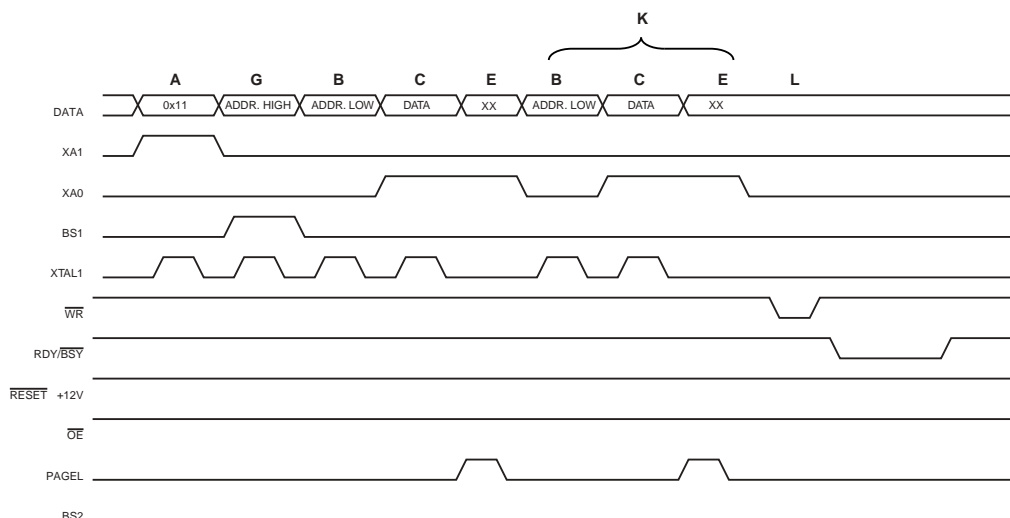 K
A G B C E B C E L
DATA 0x11 ADDR. HIGH ADDR. LOW DATA XX ADDR. LOW DATA XX
XA1
XA0
BS1
XTAL1
WR
RDY/BSY
RESET +12V
OE
PAGEL
BS2